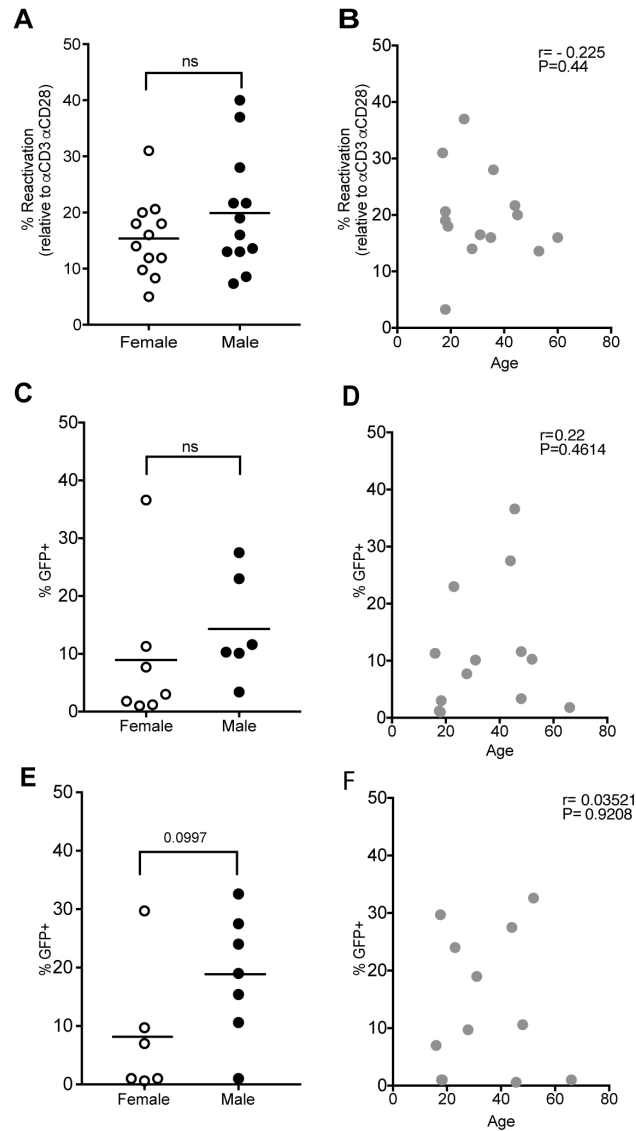 A
% Reactivation
(relative to αCD3 αCD28)
50
40
30
20
10
0
ns
Female Male
B
% Reactivation
(relative to αCD3 αCD28)
50
40
30
20
10
0
r= - 0.225
P=0.44
0 20 40 60 80
Age
C
% GFP+
50
40
30
20
10
0
ns
Female Male
D
% GFP+
50
40
30
20
10
0
r=0.22
P=0.4614
0 20 40 60 80
Age
E
% GFP+
50
40
30
20
10
0
0.0997
Female Male
F
% GFP+
50
40
30
20
10
0
r= 0.03521
P= 0.9208
0 20 40 60 80
Age